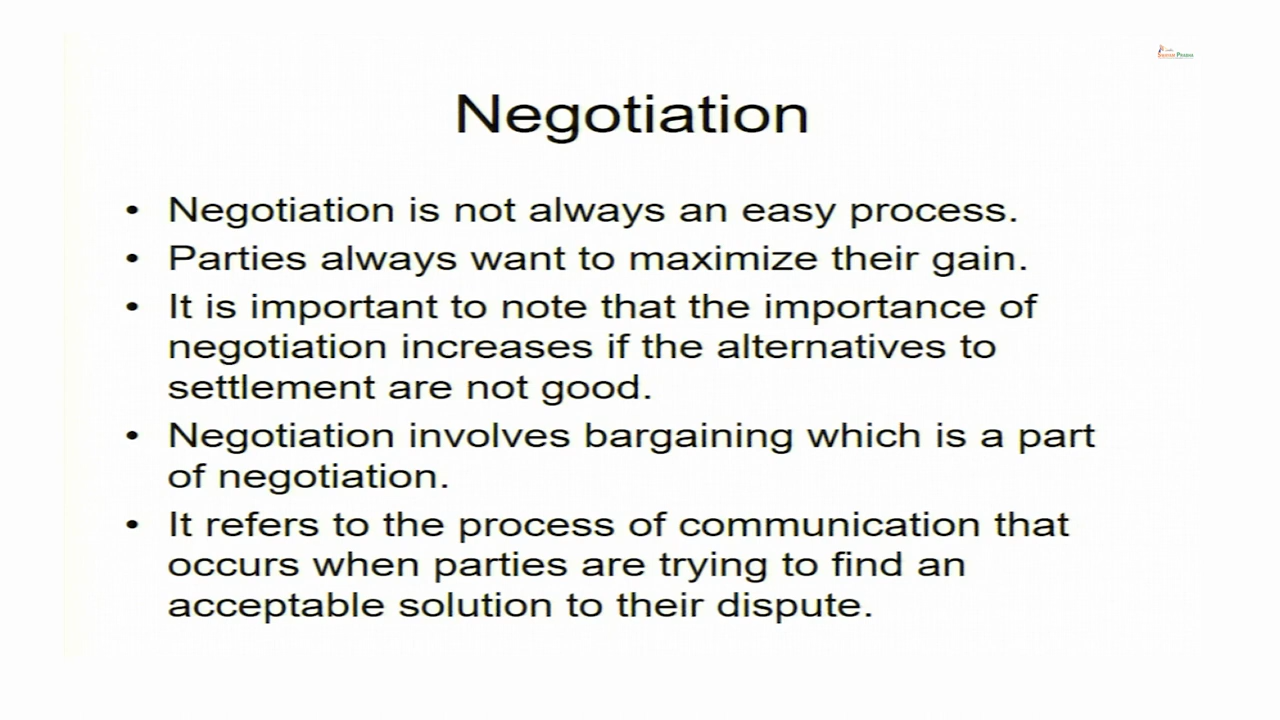 Negotiation
• Negotiation is not always an easy process.
• Parties always want to maximize their gain.
• It is important to note that the importance of
negotiation increases if the alternatives to
settlement are not good.
• Negotiation involves bargaining which is a part
of negotiation.
• It refers to the process of communication that
occurs when parties are trying to find an
acceptable solution to their dispute.